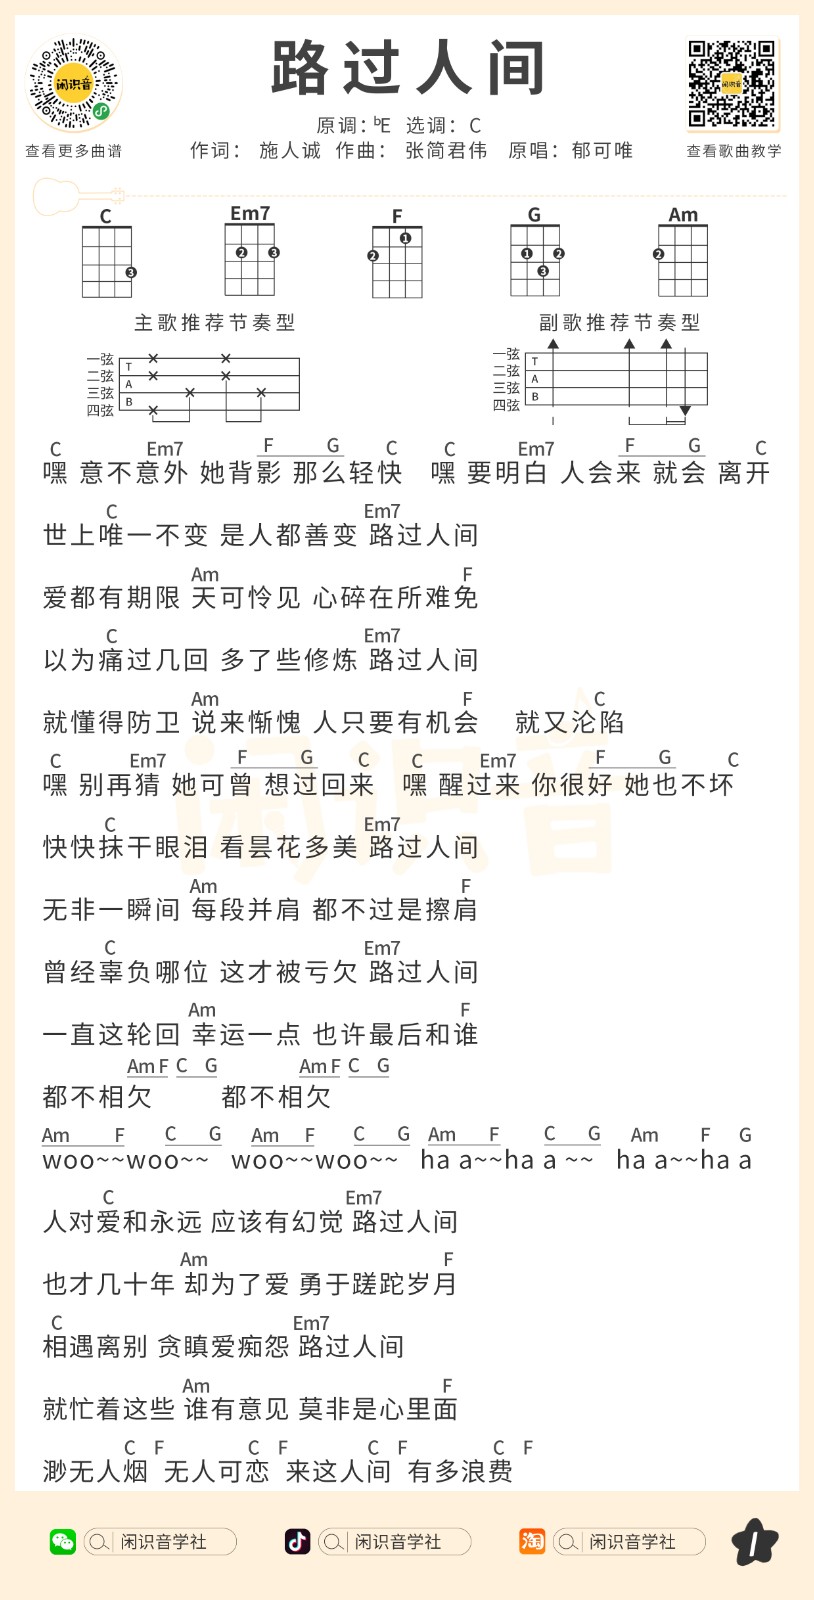 路过人间
闲识音
闲识音
原调：ᵇE 选调：C
查看更多曲谱
作词： 施人诚 作曲： 张简君伟 原唱：郁可唯
查看歌曲教学
C Em7 F G Am
3 2 3 1 2 1 2 3 2
主歌推荐节奏型 副歌推荐节奏型
一弦 T 一弦 T
二弦 A 二弦 A
三弦 B 三弦 B
四弦 四弦
C Em7 F G C C Em7 F G C
嘿 意不意外 她背影 那么轻快 嘿 要明白 人会来 就会 离开
C Em7
世上唯一不变 是人都善变 路过人间
Am F
爱都有期限 天可怜见 心碎在所难免
C Em7
以为痛过几回 多了些修炼 路过人间
Am F C
就懂得防卫 说来惭愧 人只要有机会 就又沦陷
闲识音
C Em7 F G C C Em7 F G C
嘿 别再猜 她可曾 想过回来 嘿 醒过来 你很好 她也不坏
C Em7
快快抹干眼泪 看昙花多美 路过人间
Am F
无非一瞬间 每段并肩 都不过是擦肩
C Em7
曾经辜负哪位 这才被亏欠 路过人间
Am F
一直这轮回 幸运一点 也许最后和谁
Am F C G Am F C G
都不相欠 都不相欠
Am F C G Am F C G Am F C G Am F G
woo~~woo~~ woo~~woo~~ ha a~~ha a ~~ ha a~~ha a
C Em7
人对爱和永远 应该有幻觉 路过人间
Am F
也才几十年 却为了爱 勇于蹉跎岁月
C Em7
相遇离别 贪瞋爱痴怨 路过人间
Am F
就忙着这些 谁有意见 莫非是心里面
C F C F C F C F
渺无人烟 无人可恋 来这人间 有多浪费
闲识音学社 闲识音学社 淘 闲识音学社 1